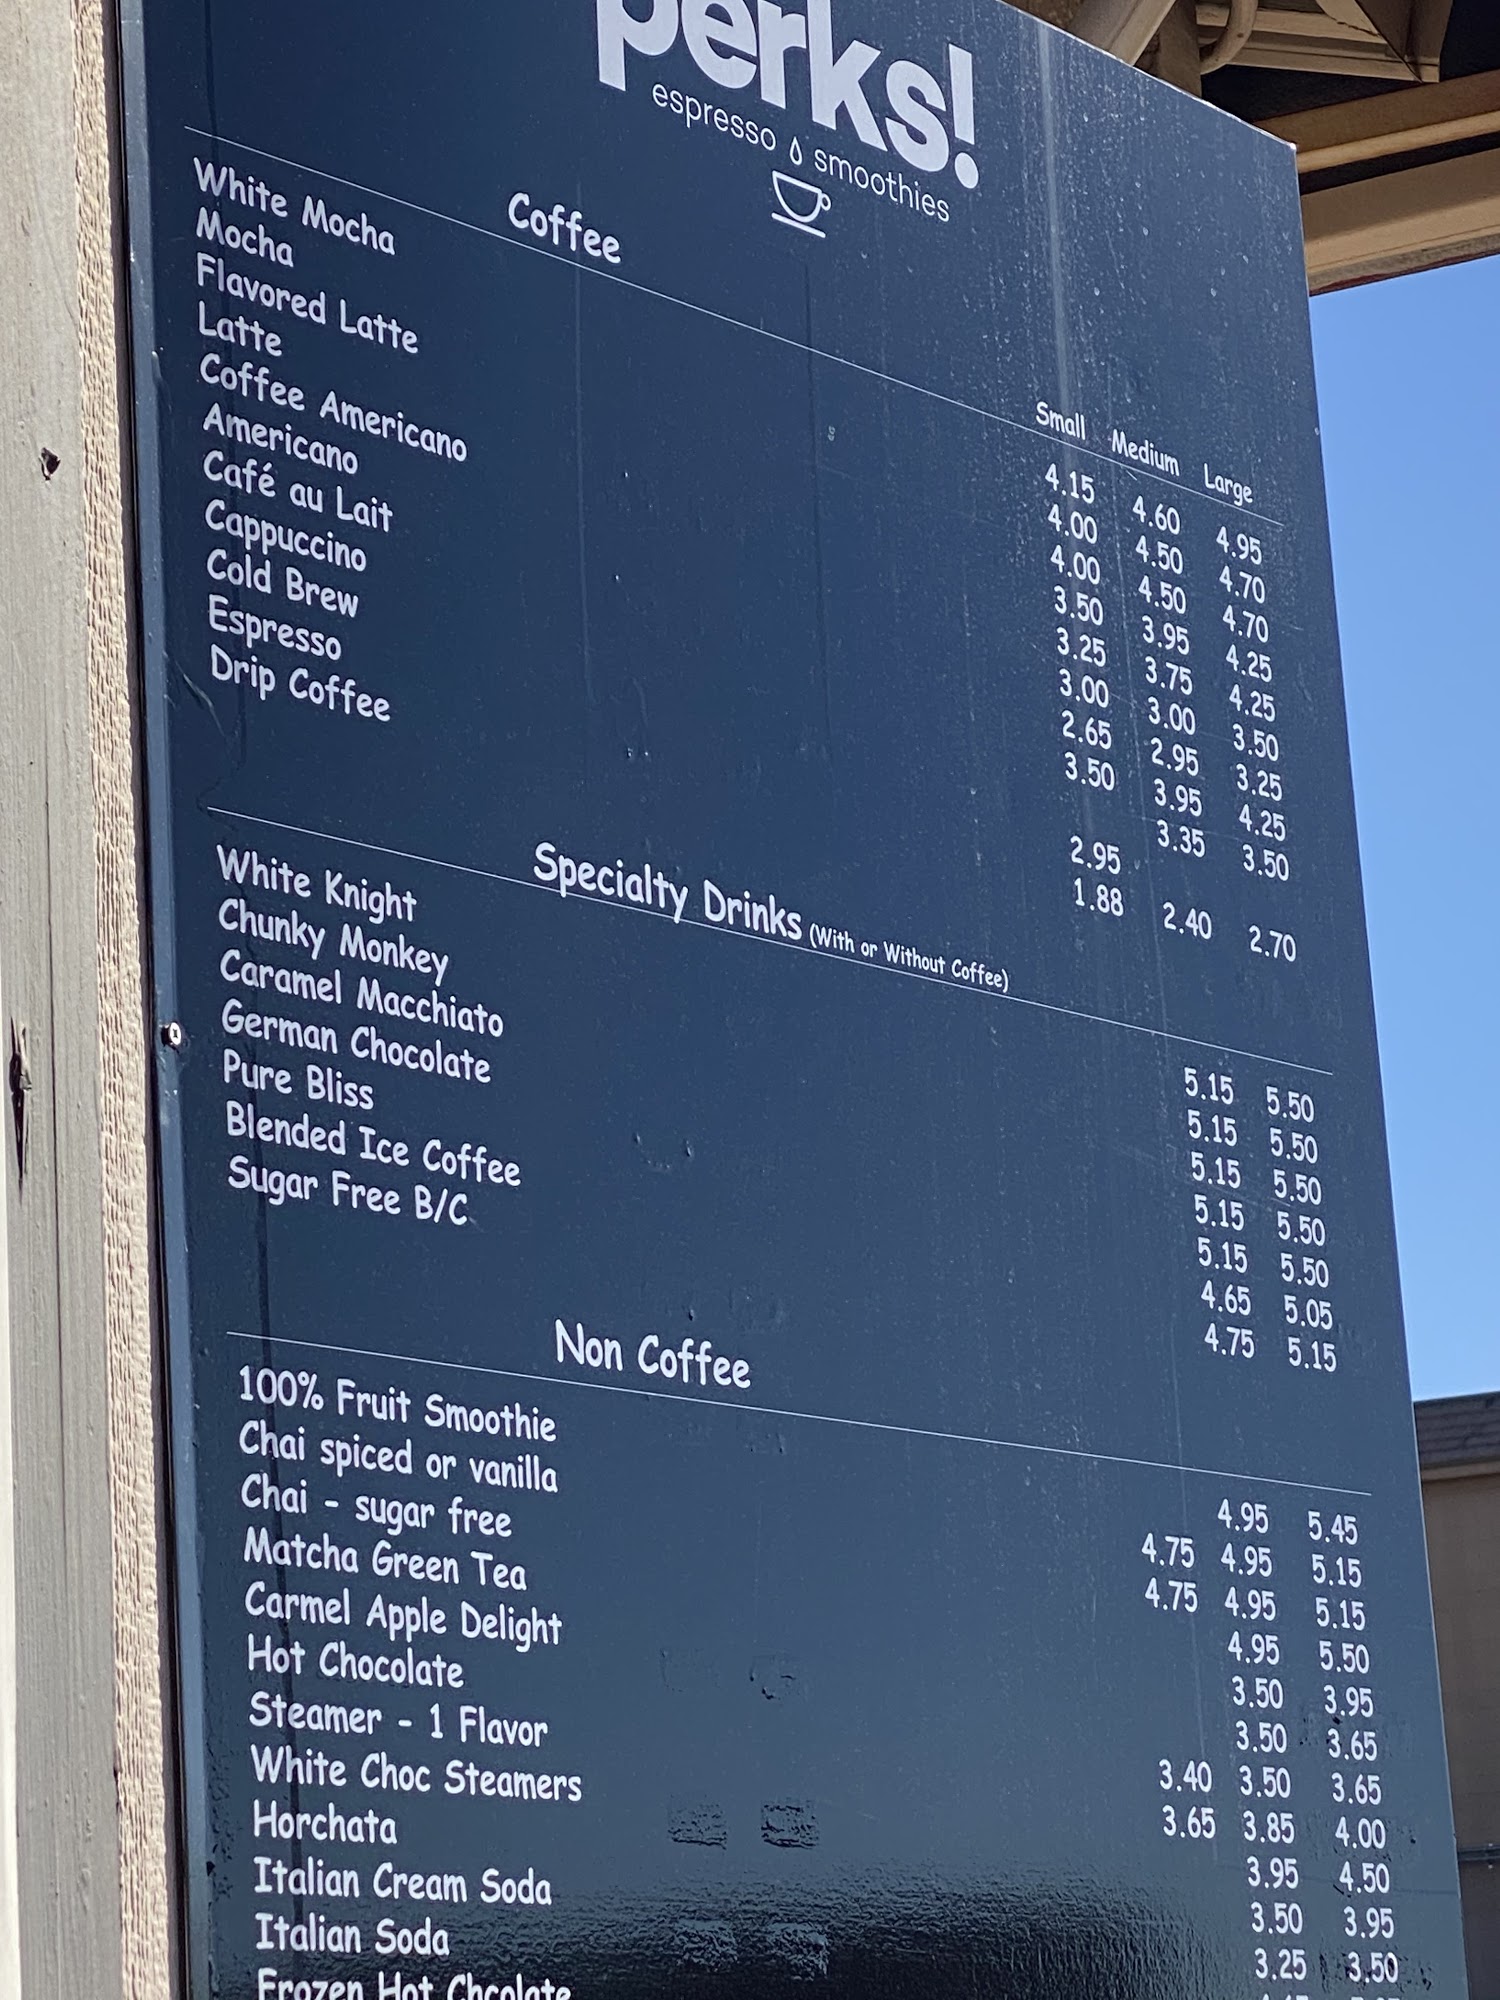 perks!
espresso smoothies
Coffee
Small Medium Large
White Mocha 4.15 4.60 4.95
Mocha 4.00 4.50 4.70
Flavored Latte 4.00 4.50 4.70
Latte 3.50 3.95 4.25
Coffee Americano 3.25 3.75 4.25
Americano 3.00 3.00 3.50
Café au Lait 2.65 2.95 3.25
Cappuccino 3.50 3.95 4.25
Cold Brew 3.35 3.50
Espresso 2.95
Drip Coffee 1.88 2.40 2.70
Specialty Drinks (With or Without Coffee)
White Knight 5.15 5.50
Chunky Monkey 5.15 5.50
Caramel Macchiato 5.15 5.50
German Chocolate 5.15 5.50
Pure Bliss 5.15 5.50
Blended Ice Coffee 4.65 5.05
Sugar Free B/C 4.75 5.15
Non Coffee
100% Fruit Smoothie 4.95 5.45
Chai spiced or vanilla 4.75 4.95 5.15
Chai - sugar free 4.75 4.95 5.15
Matcha Green Tea 4.95 5.50
Carmel Apple Delight 3.50 3.95
Hot Chocolate 3.50 3.65
Steamer - 1 Flavor 3.40 3.50 3.65
White Choc Steamers 3.65 3.85 4.00
Horchata 3.95 4.50
Italian Cream Soda 3.50 3.95
Italian Soda 3.25 3.50
Frozen Hot Chcolate